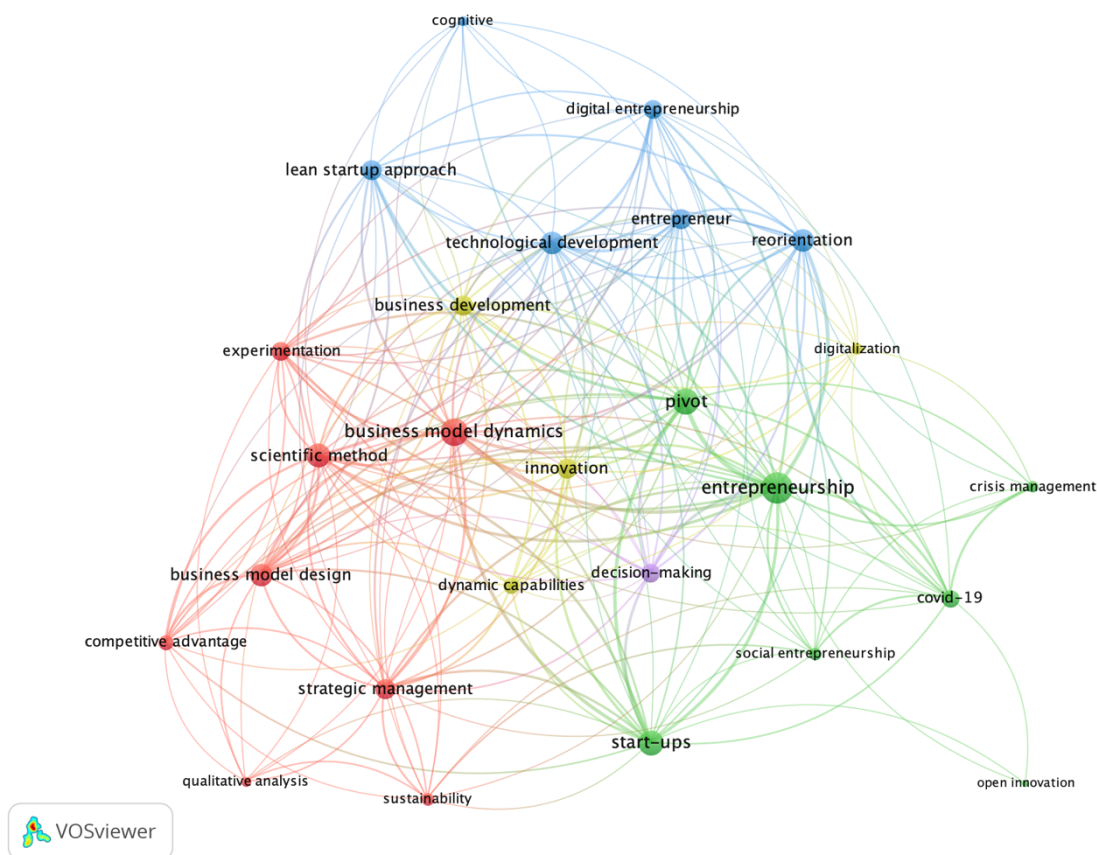 cognitive
digital entrepreneurship
lean startup approach
entrepreneur
technological development
reorientation
business development
digitalization
experimentation
pivot
business model dynamics
scientific method
innovation
entrepreneurship
crisis management
business model design
decision-making
dynamic capabilities
covid-19
competitive advantage
social entrepreneurship
strategic management
start-ups
qualitative analysis
open innovation
sustainability
VOSviewer